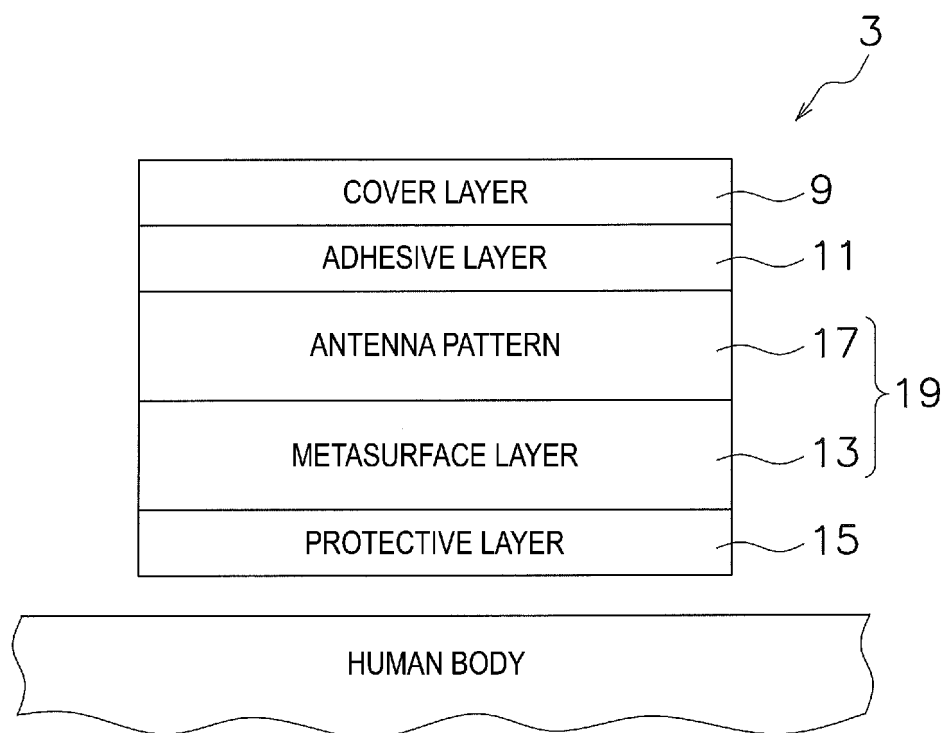 3
COVER LAYER 9
ADHESIVE LAYER 11
ANTENNA PATTERN 17
19
METASURFACE LAYER 13
PROTECTIVE LAYER 15
HUMAN BODY